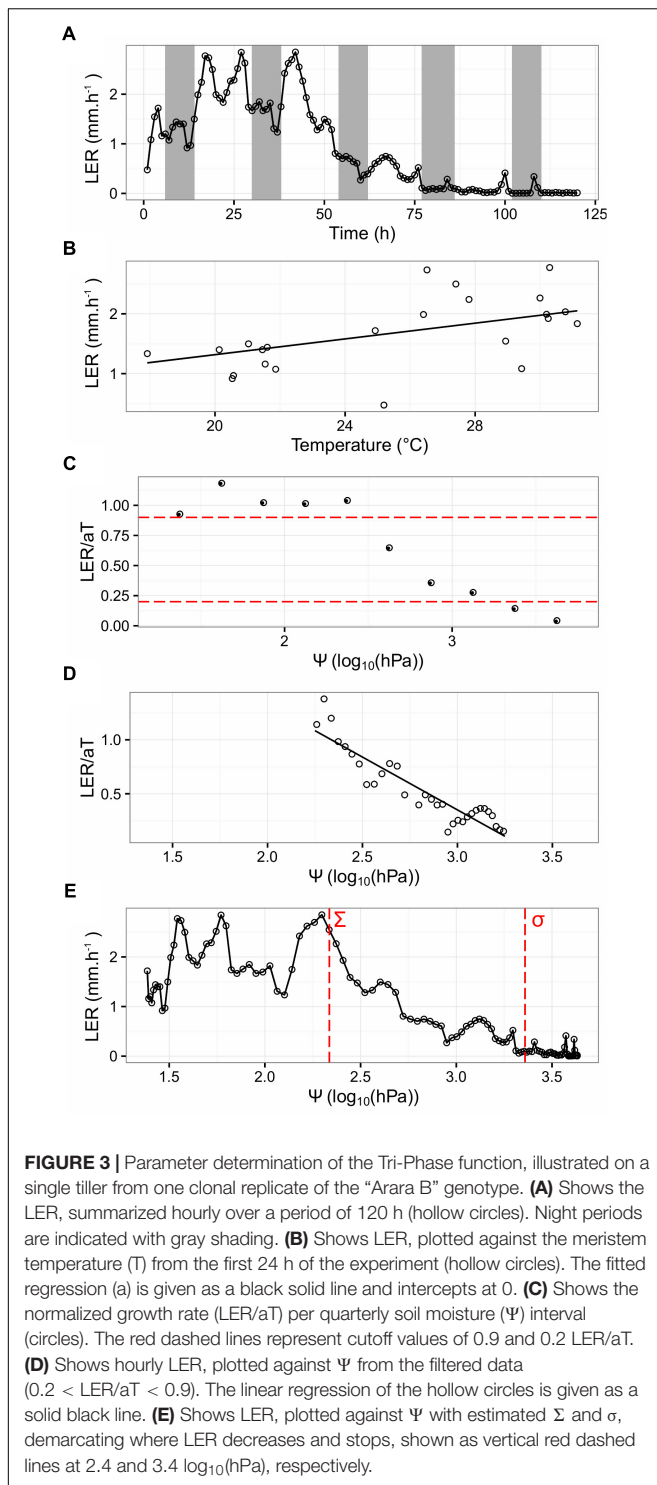 A
LER (mm.h⁻¹)
2
1
0
0 25 50 75 100 125
Time (h)
B
LER (mm.h⁻¹)
2
1
20 24 28
Temperature (°C)
C
LER/aT
1.00
0.75
0.50
0.25
0.00
2 3
Ψ (log₁₀(hPa))
D
LER/aT
1.0
0.5
1.5 2.0 2.5 3.0 3.5
Ψ (log₁₀(hPa))
E
LER (mm.h⁻¹)
Σ σ
2
1
0
1.5 2.0 2.5 3.0 3.5
Ψ (log₁₀(hPa))
FIGURE 3 | Parameter determination of the Tri-Phase function, illustrated on a
single tiller from one clonal replicate of the “Arara B” genotype. (A) Shows the
LER, summarized hourly over a period of 120 h (hollow circles). Night periods
are indicated with gray shading. (B) Shows LER, plotted against the meristem
temperature (T) from the first 24 h of the experiment (hollow circles). The fitted
regression (a) is given as a black solid line and intercepts at 0. (C) Shows the
normalized growth rate (LER/aT) per quarterly soil moisture (Ψ) interval
(circles). The red dashed lines represent cutoff values of 0.9 and 0.2 LER/aT.
(D) Shows hourly LER, plotted against Ψ from the filtered data
(0.2 < LER/aT < 0.9). The linear regression of the hollow circles is given as a
solid black line. (E) Shows LER, plotted against Ψ with estimated Σ and σ,
demarcating where LER decreases and stops, shown as vertical red dashed
lines at 2.4 and 3.4 log₁₀(hPa), respectively.